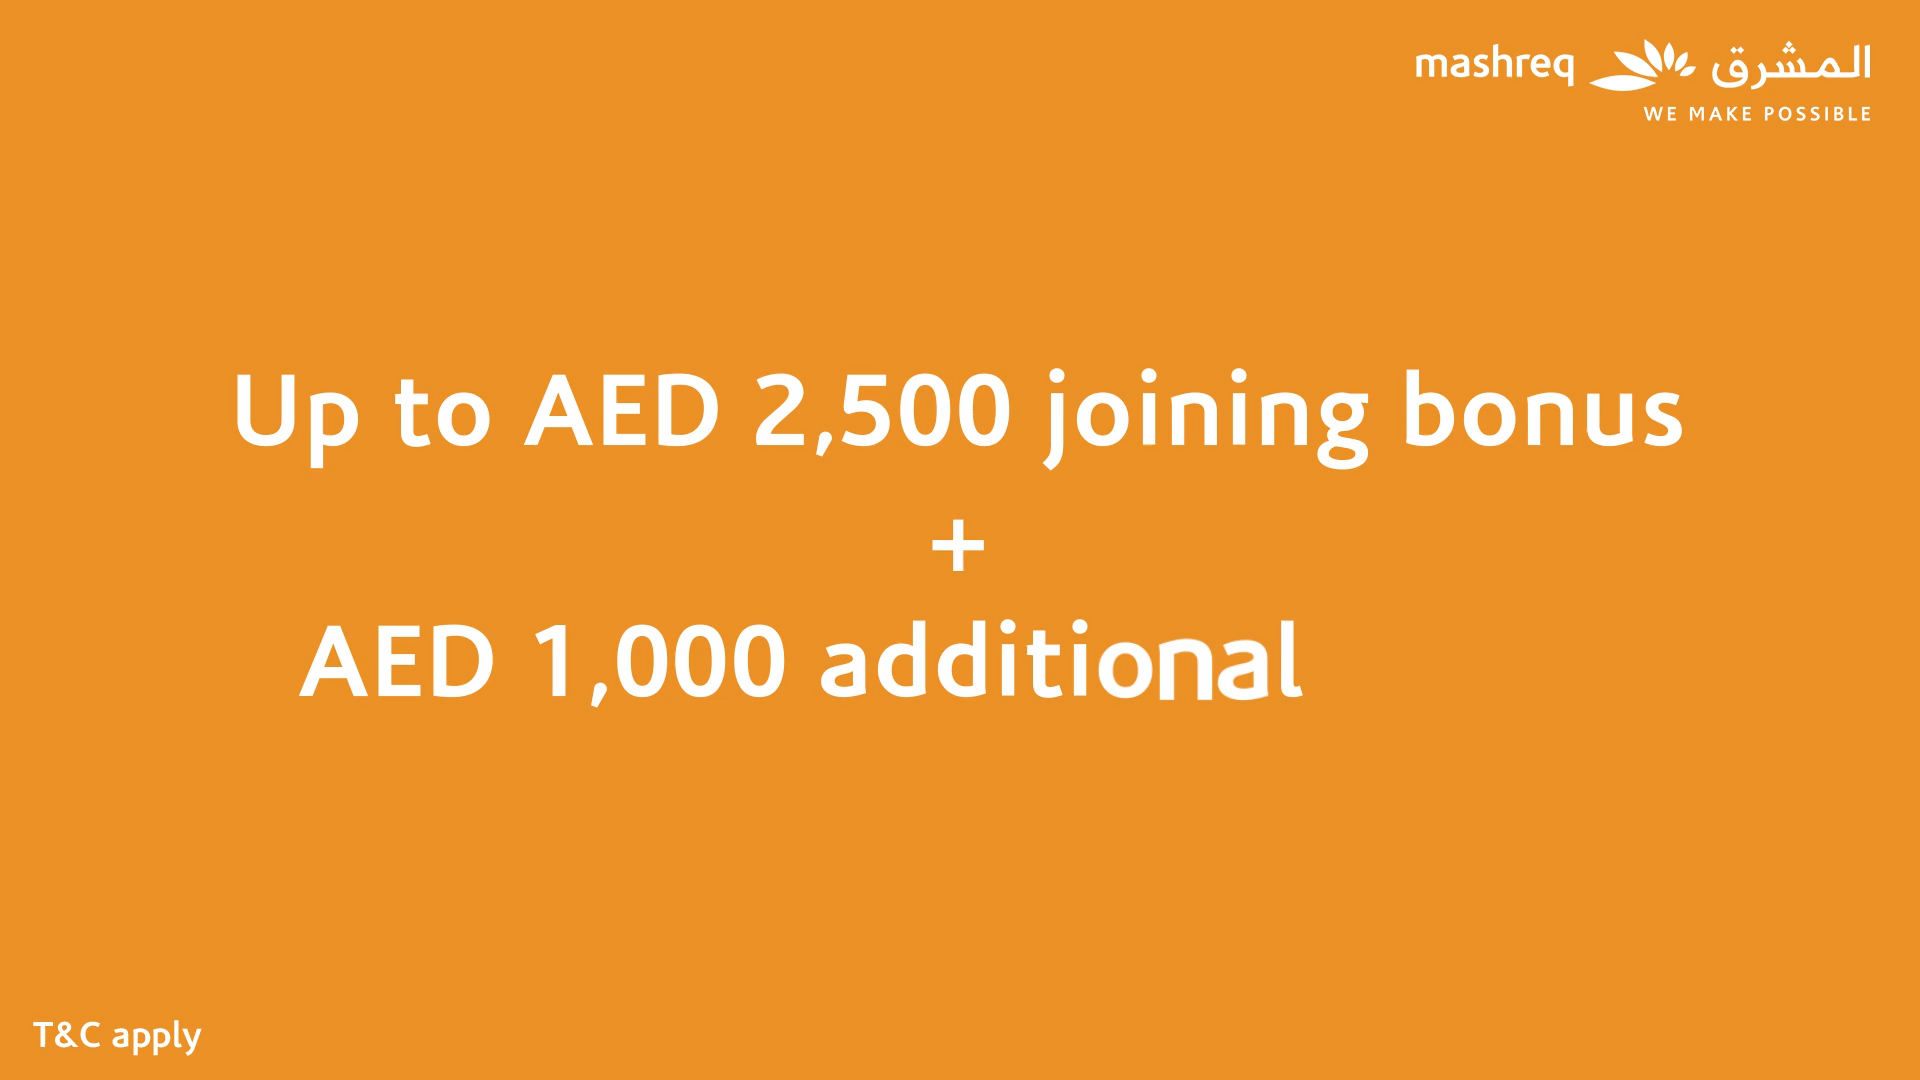 mashreq المشرق
WE MAKE POSSIBLE
Up to AED 2,500 joining bonus
+
AED 1,000 additional
T&C apply